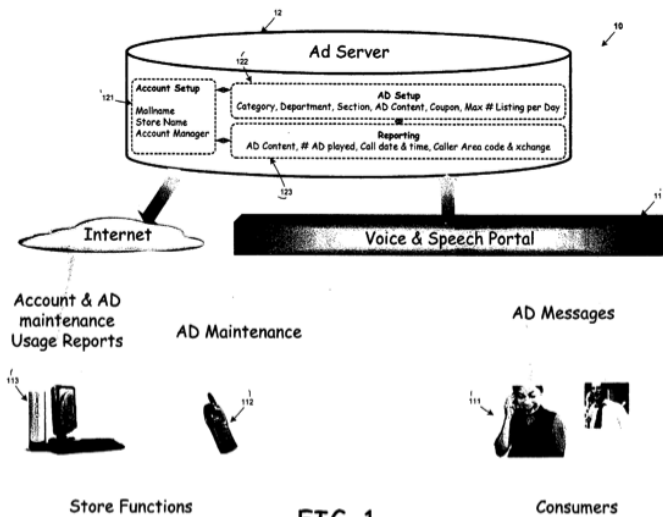 12
10
Ad Server
122
121
Account Setup
Mallname
Store Name
Account Manager
AD Setup
Category, Department, Section, AD Content, Coupon, Max # Listing per Day
Reporting
AD Content, # AD played, Call date & time, Caller Area code & xchange
123
11
Internet
Voice & Speech Portal
Account & AD
maintenance
Usage Reports
AD Maintenance
AD Messages
113
112
111
Store Functions
FIG. 1
Consumers